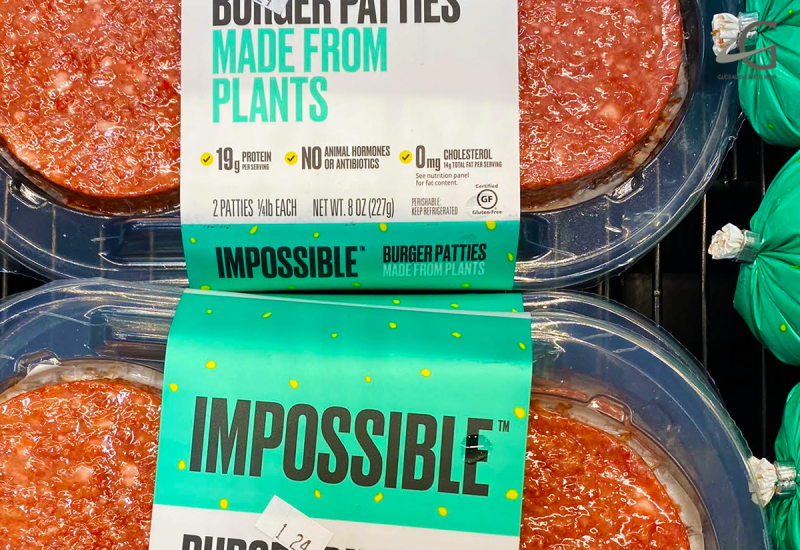 BURGER PATTIES
MADE FROM
PLANTS
19g PROTEIN PER SERVING
NO ANIMAL HORMONES OR ANTIBIOTICS
0mg CHOLESTEROL
14g TOTAL FAT PER SERVING
See nutrition panel
for fat content.
Certified
GF
Gluten-Free
2 PATTIES ¼lb EACH
NET WT. 8 OZ (227g)
PERISHABLE:
KEEP REFRIGERATED
IMPOSSIBLE™
BURGER PATTIES
MADE FROM PLANTS
IMPOSSIBLE™
1 24